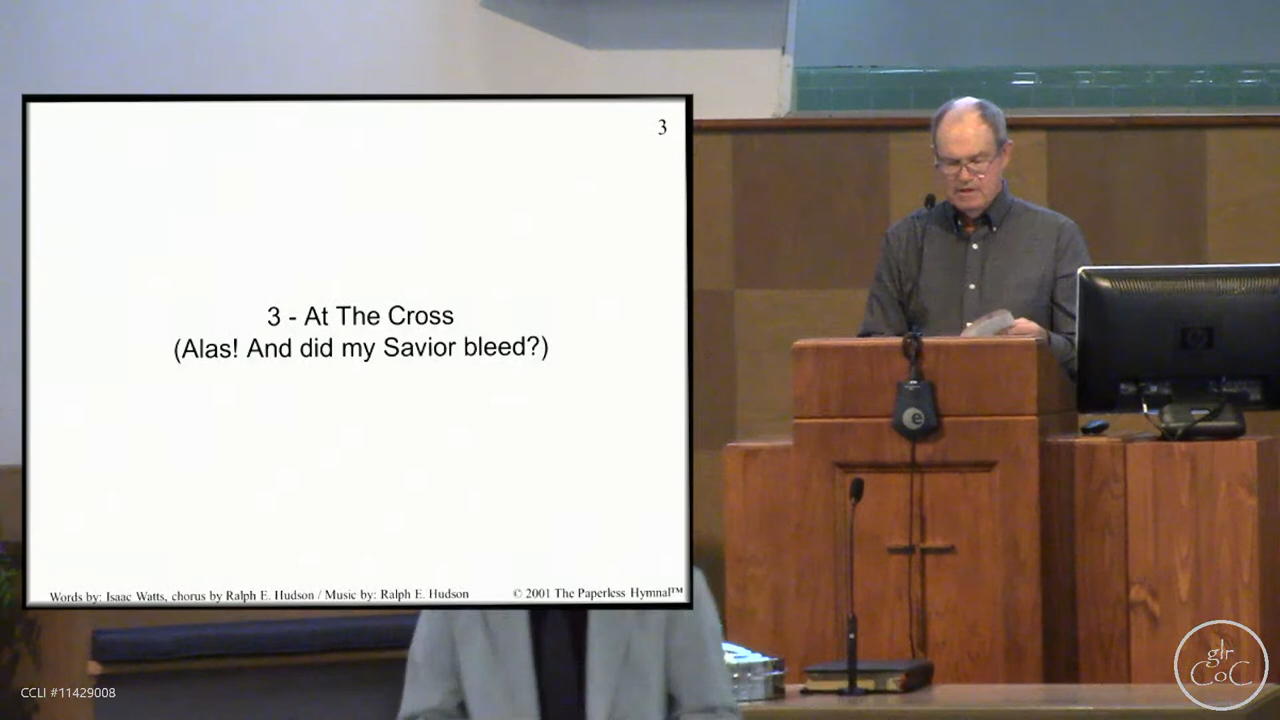 3
3 - At The Cross
(Alas! And did my Savior bleed?)
Words by: Isaac Watts, chorus by Ralph E. Hudson / Music by: Ralph E. Hudson
© 2001 The Paperless Hymnal™
e
hp
CCLI #11429008
glr
CoC